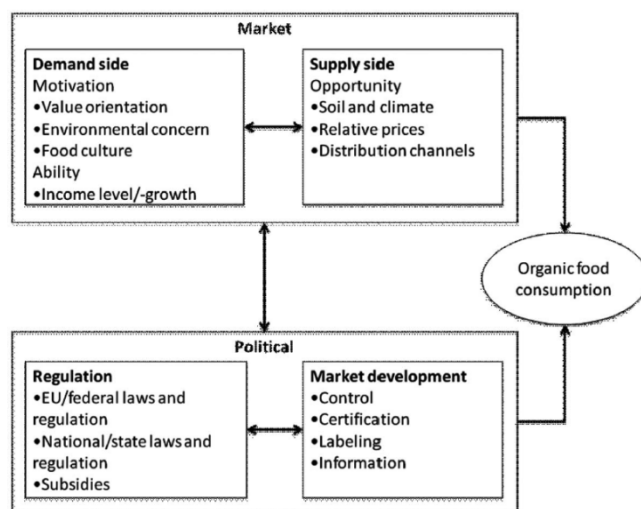 Market
Demand side
Motivation
•Value orientation
•Environmental concern
•Food culture
Ability
•Income level/-growth
Supply side
Opportunity
•Soil and climate
•Relative prices
•Distribution channels
Organic food
consumption
Political
Regulation
•EU/federal laws and
regulation
•National/state laws and
regulation
•Subsidies
Market development
•Control
•Certification
•Labeling
•Information